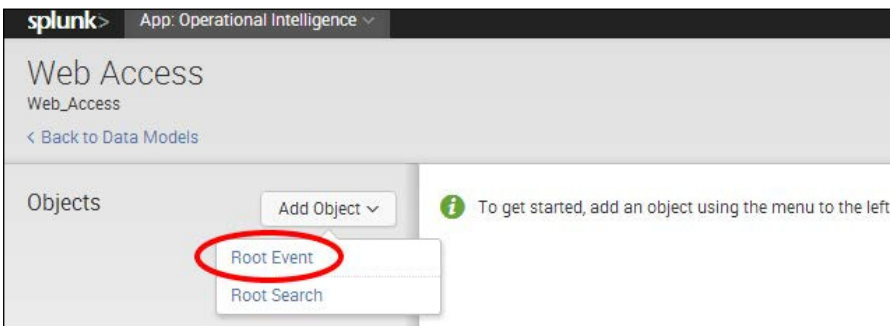 splunk> App: Operational Intelligence
Web Access
Web_Access
< Back to Data Models
Objects
Add Object
To get started, add an object using the menu to the left
Root Event
Root Search